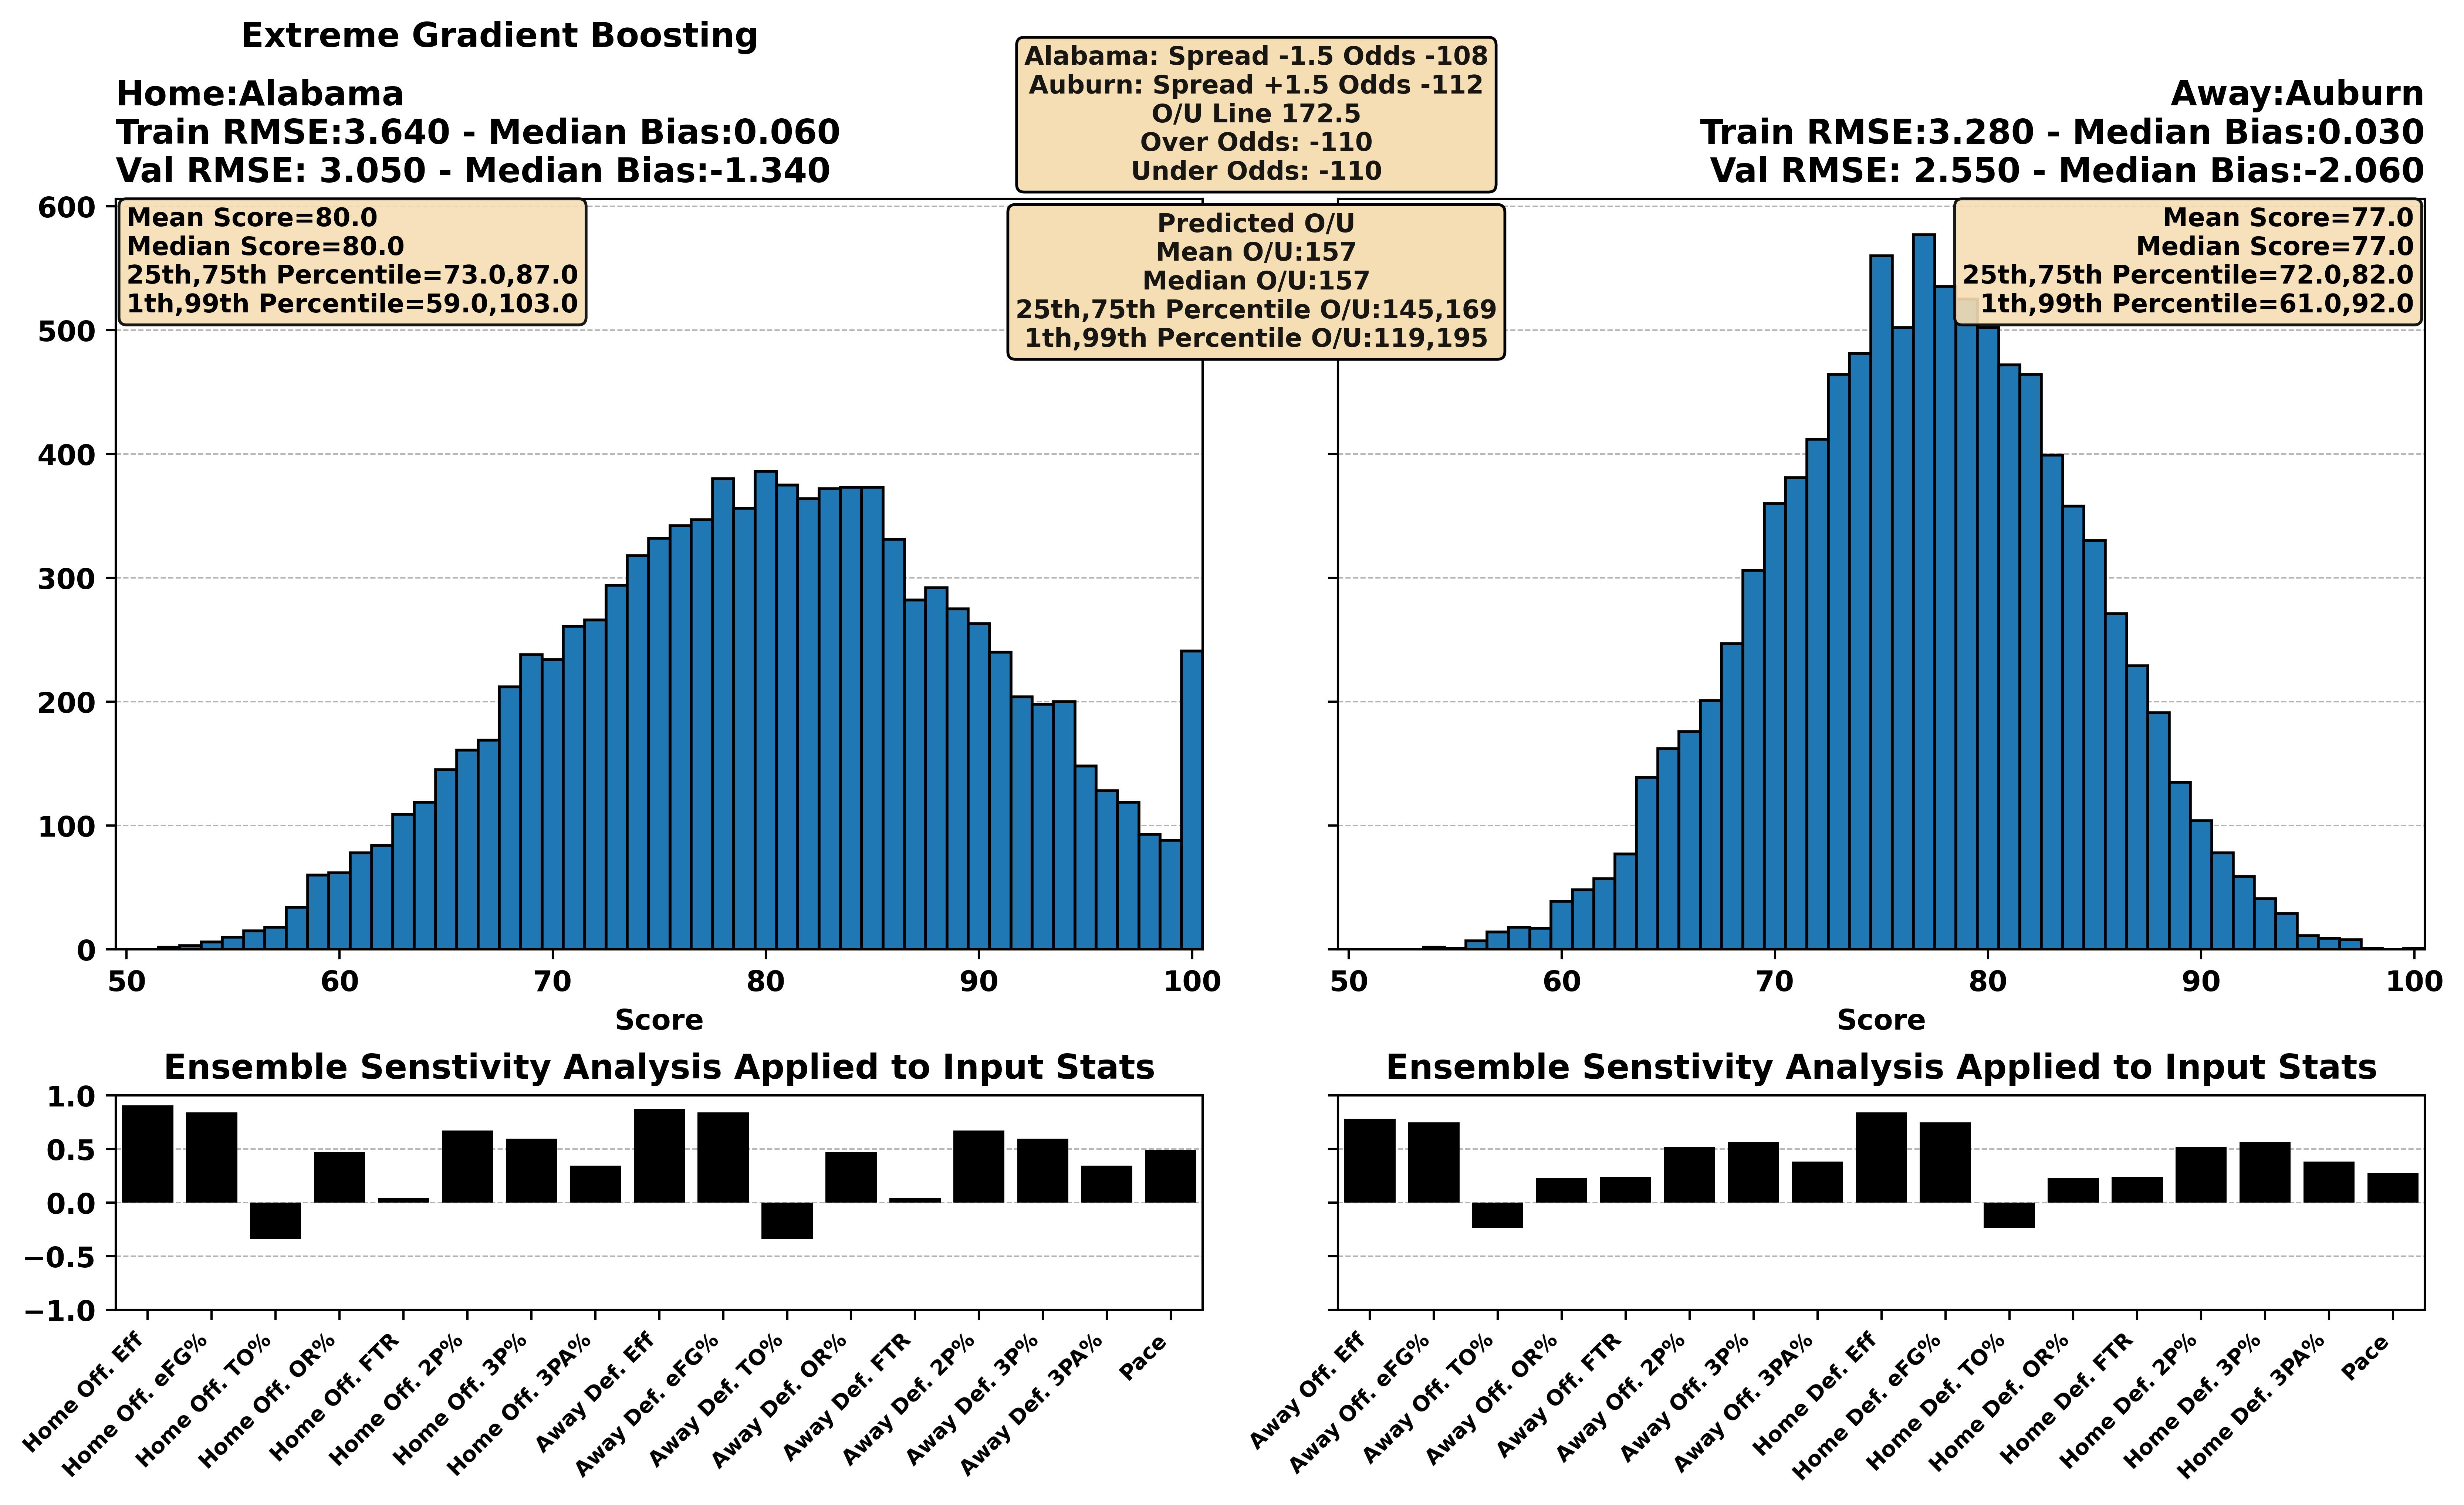 Extreme Gradient Boosting
Home:Alabama
Train RMSE:3.640 - Median Bias:0.060
Val RMSE: 3.050 - Median Bias:-1.340
Alabama: Spread -1.5 Odds -108
Auburn: Spread +1.5 Odds -112
O/U Line 172.5
Over Odds: -110
Under Odds: -110
Away:Auburn
Train RMSE:3.280 - Median Bias:0.030
Val RMSE: 2.550 - Median Bias:-2.060
Mean Score=80.0
Median Score=80.0
25th,75th Percentile=73.0,87.0
1th,99th Percentile=59.0,103.0
Predicted O/U
Mean O/U:157
Median O/U:157
25th,75th Percentile O/U:145,169
1th,99th Percentile O/U:119,195
Mean Score=77.0
Median Score=77.0
25th,75th Percentile=72.0,82.0
1th,99th Percentile=61.0,92.0
600
500
400
300
200
100
0
50 60 70 80 90 100
Score
50 60 70 80 90 100
Score
Ensemble Senstivity Analysis Applied to Input Stats
1.0
0.5
0.0
−0.5
−1.0
Home Off. Eff
Home Off. eFG%
Home Off. TO%
Home Off. OR%
Home Off. FTR
Home Off. 2P%
Home Off. 3P%
Home Off. 3PA%
Away Def. Eff
Away Def. eFG%
Away Def. TO%
Away Def. OR%
Away Def. FTR
Away Def. 2P%
Away Def. 3P%
Away Def. 3PA%
Pace
Ensemble Senstivity Analysis Applied to Input Stats
Away Off. Eff
Away Off. eFG%
Away Off. TO%
Away Off. OR%
Away Off. FTR
Away Off. 2P%
Away Off. 3P%
Away Off. 3PA%
Home Def. Eff
Home Def. eFG%
Home Def. TO%
Home Def. OR%
Home Def. FTR
Home Def. 2P%
Home Def. 3P%
Home Def. 3PA%
Pace